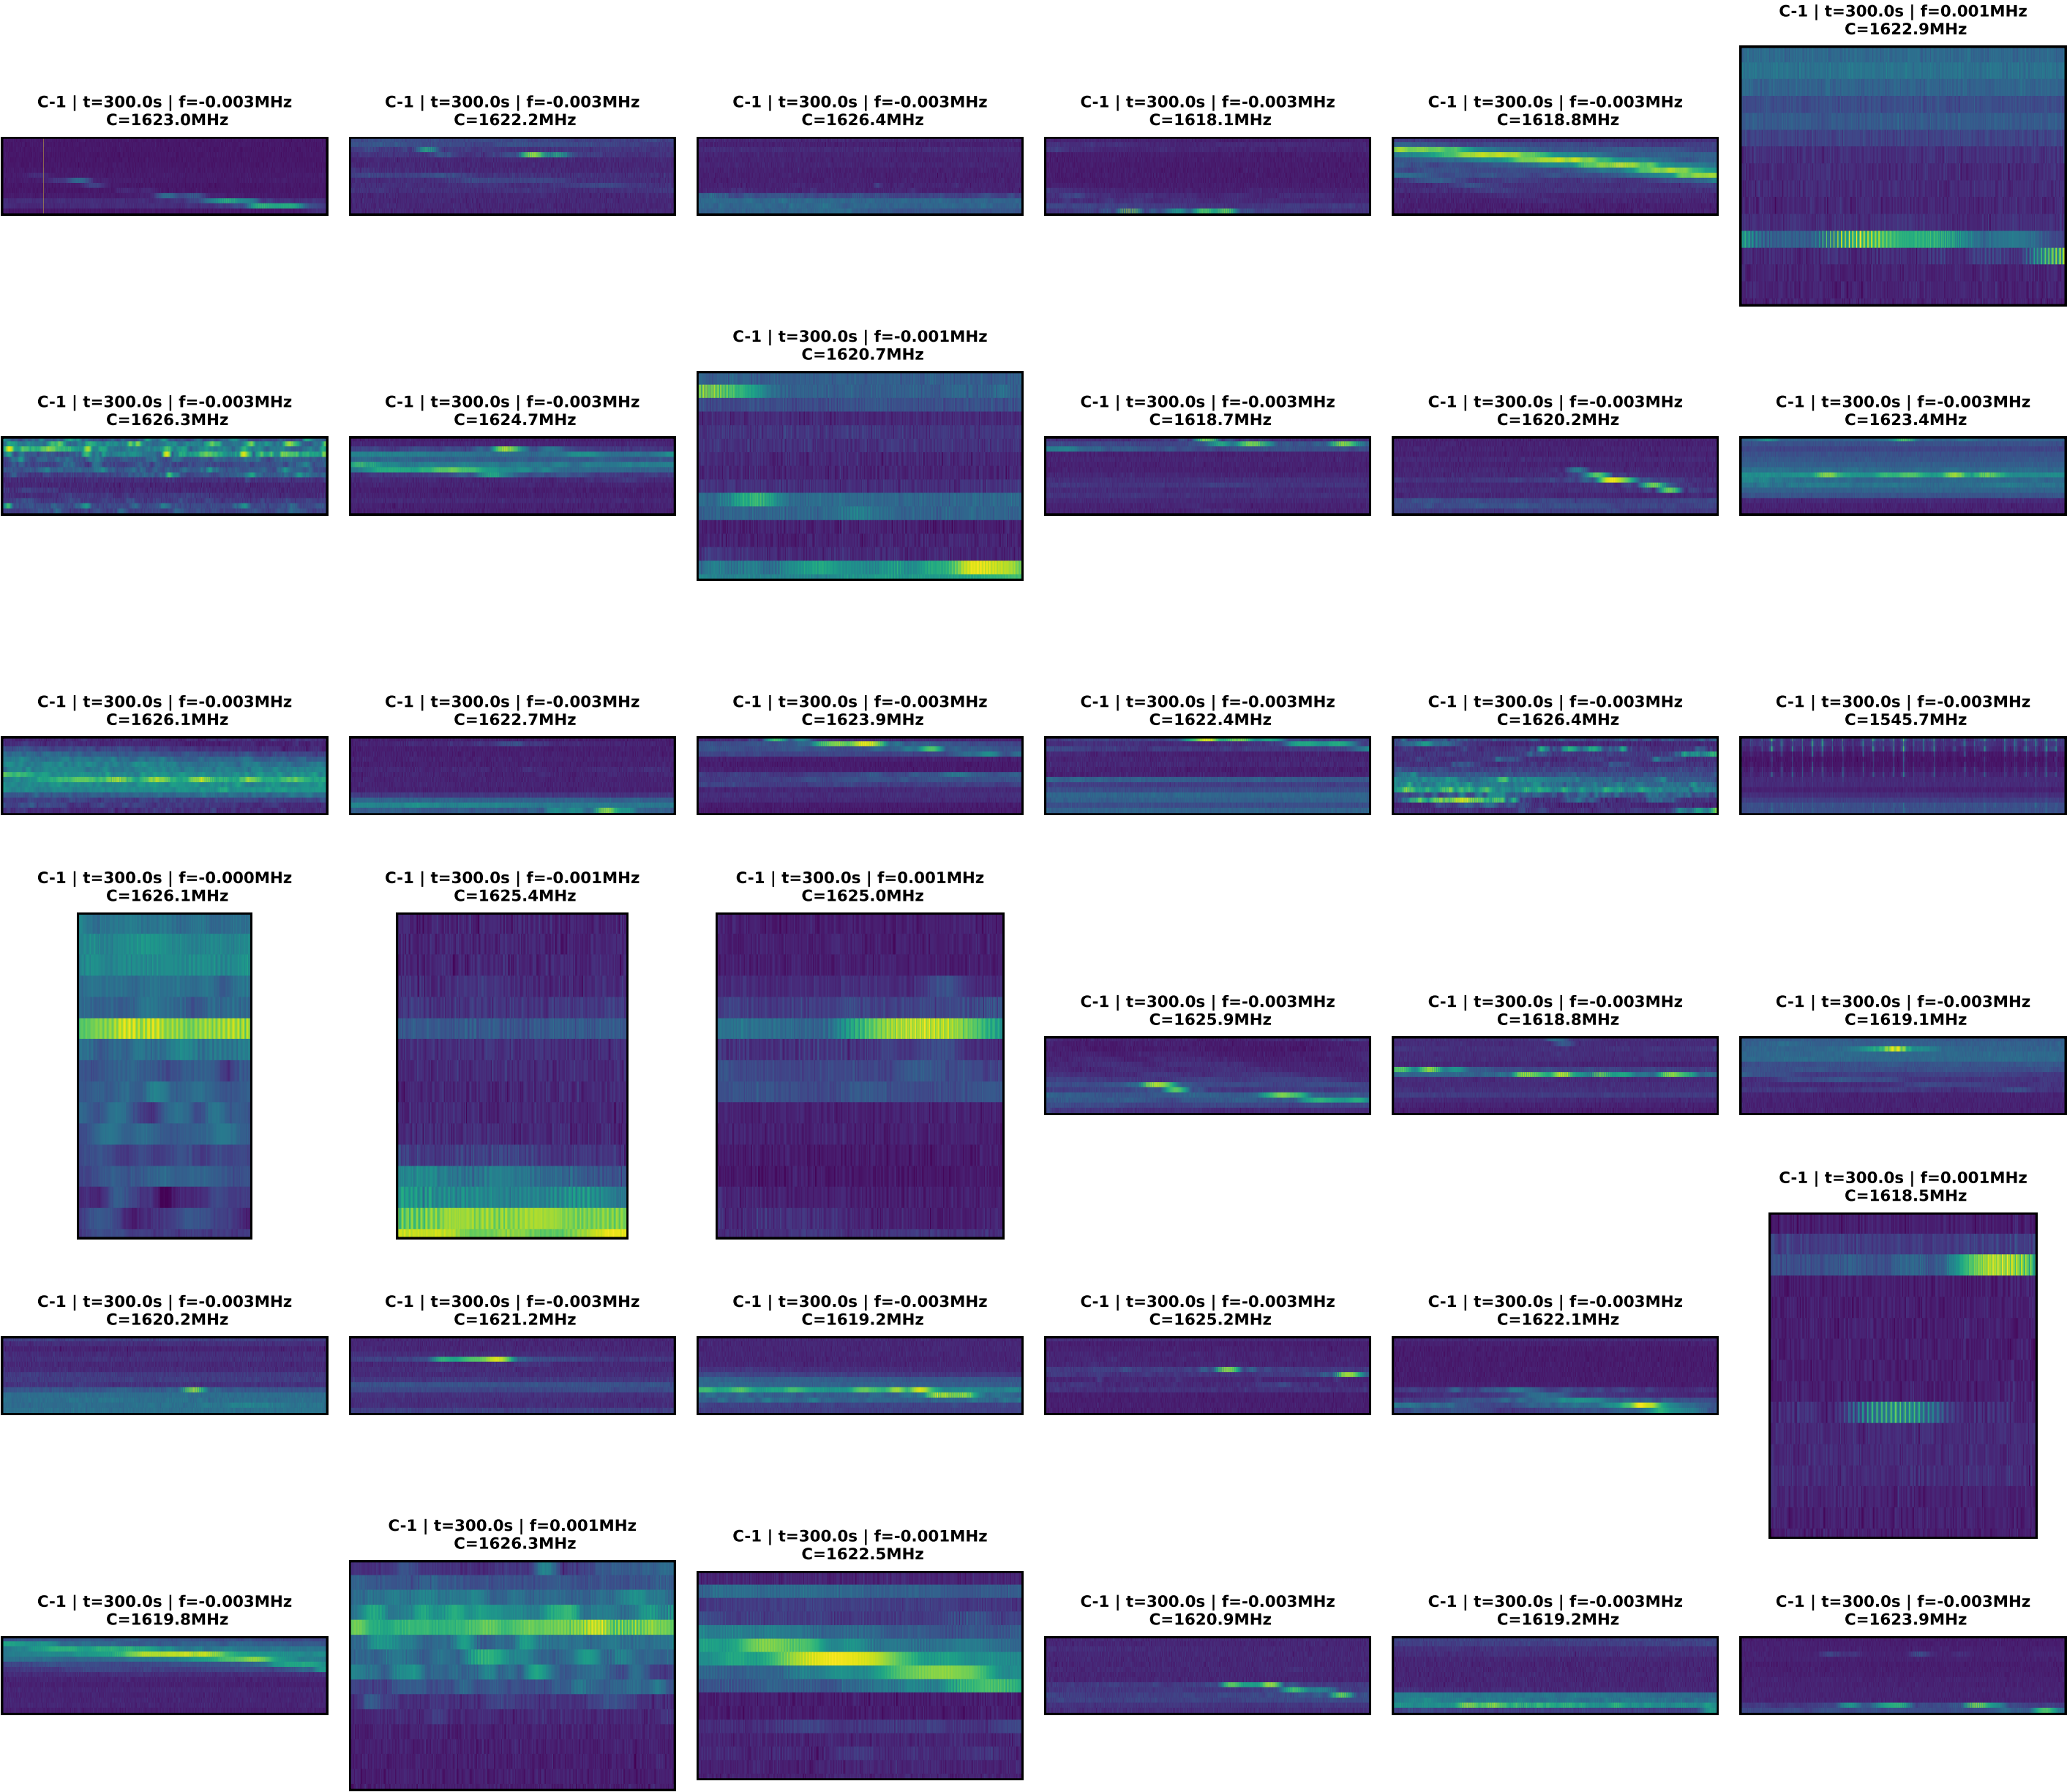 C-1 | t=300.0s | f=-0.003MHz
C=1623.0MHz
C-1 | t=300.0s | f=-0.003MHz
C=1622.2MHz
C-1 | t=300.0s | f=-0.003MHz
C=1626.4MHz
C-1 | t=300.0s | f=-0.003MHz
C=1618.1MHz
C-1 | t=300.0s | f=-0.003MHz
C=1618.8MHz
C-1 | t=300.0s | f=0.001MHz
C=1622.9MHz
C-1 | t=300.0s | f=-0.003MHz
C=1626.3MHz
C-1 | t=300.0s | f=-0.003MHz
C=1624.7MHz
C-1 | t=300.0s | f=-0.001MHz
C=1620.7MHz
C-1 | t=300.0s | f=-0.003MHz
C=1618.7MHz
C-1 | t=300.0s | f=-0.003MHz
C=1620.2MHz
C-1 | t=300.0s | f=-0.003MHz
C=1623.4MHz
C-1 | t=300.0s | f=-0.003MHz
C=1626.1MHz
C-1 | t=300.0s | f=-0.003MHz
C=1622.7MHz
C-1 | t=300.0s | f=-0.003MHz
C=1623.9MHz
C-1 | t=300.0s | f=-0.003MHz
C=1622.4MHz
C-1 | t=300.0s | f=-0.003MHz
C=1626.4MHz
C-1 | t=300.0s | f=-0.003MHz
C=1545.7MHz
C-1 | t=300.0s | f=-0.000MHz
C=1626.1MHz
C-1 | t=300.0s | f=-0.001MHz
C=1625.4MHz
C-1 | t=300.0s | f=0.001MHz
C=1625.0MHz
C-1 | t=300.0s | f=-0.003MHz
C=1625.9MHz
C-1 | t=300.0s | f=-0.003MHz
C=1618.8MHz
C-1 | t=300.0s | f=-0.003MHz
C=1619.1MHz
C-1 | t=300.0s | f=-0.003MHz
C=1620.2MHz
C-1 | t=300.0s | f=-0.003MHz
C=1621.2MHz
C-1 | t=300.0s | f=-0.003MHz
C=1619.2MHz
C-1 | t=300.0s | f=-0.003MHz
C=1625.2MHz
C-1 | t=300.0s | f=-0.003MHz
C=1622.1MHz
C-1 | t=300.0s | f=0.001MHz
C=1618.5MHz
C-1 | t=300.0s | f=-0.003MHz
C=1619.8MHz
C-1 | t=300.0s | f=0.001MHz
C=1626.3MHz
C-1 | t=300.0s | f=-0.001MHz
C=1622.5MHz
C-1 | t=300.0s | f=-0.003MHz
C=1620.9MHz
C-1 | t=300.0s | f=-0.003MHz
C=1619.2MHz
C-1 | t=300.0s | f=-0.003MHz
C=1623.9MHz